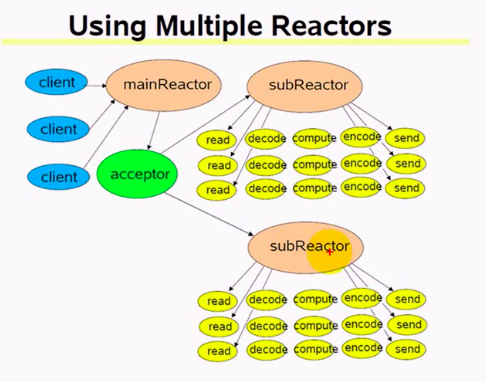 Using Multiple Reactors
client
mainReactor
subReactor
client
client
acceptor
read decode compute encode send
read decode compute encode send
read decode compute encode send
subReactor
read decode compute encode send
read decode compute encode send
read decode compute encode send